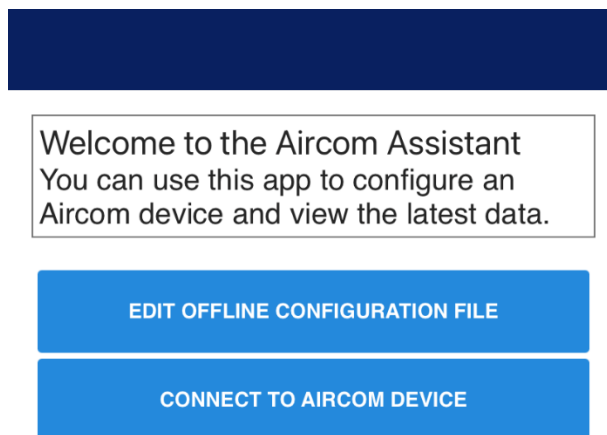 Welcome to the Aircom Assistant
You can use this app to configure an
Aircom device and view the latest data.
EDIT OFFLINE CONFIGURATION FILE
CONNECT TO AIRCOM DEVICE